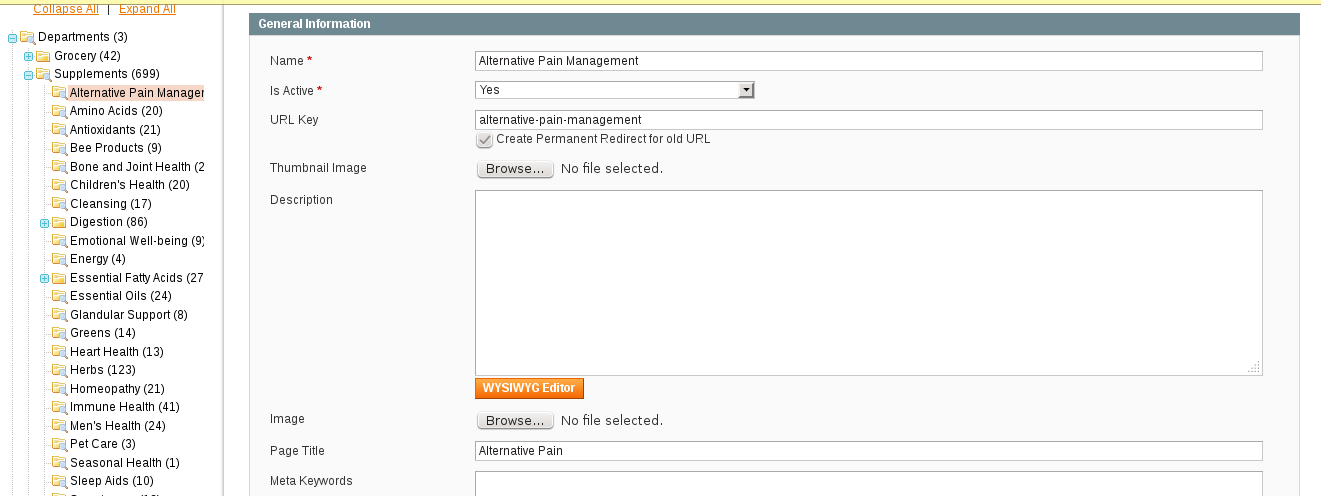 Collapse All | Expand All
Departments (3)
Grocery (42)
Supplements (699)
Alternative Pain Manager
Amino Acids (20)
Antioxidants (21)
Bee Products (9)
Bone and Joint Health (2
Children's Health (20)
Cleansing (17)
Digestion (86)
Emotional Well-being (9)
Energy (4)
Essential Fatty Acids (27
Essential Oils (24)
Glandular Support (8)
Greens (14)
Heart Health (13)
Herbs (123)
Homeopathy (21)
Immune Health (41)
Men's Health (24)
Pet Care (3)
Seasonal Health (1)
Sleep Aids (10)
General Information
Name * Alternative Pain Management
Is Active * Yes
URL Key alternative-pain-management
Create Permanent Redirect for old URL
Thumbnail Image Browse... No file selected.
Description
WYSIWYG Editor
Image Browse... No file selected.
Page Title Alternative Pain
Meta Keywords